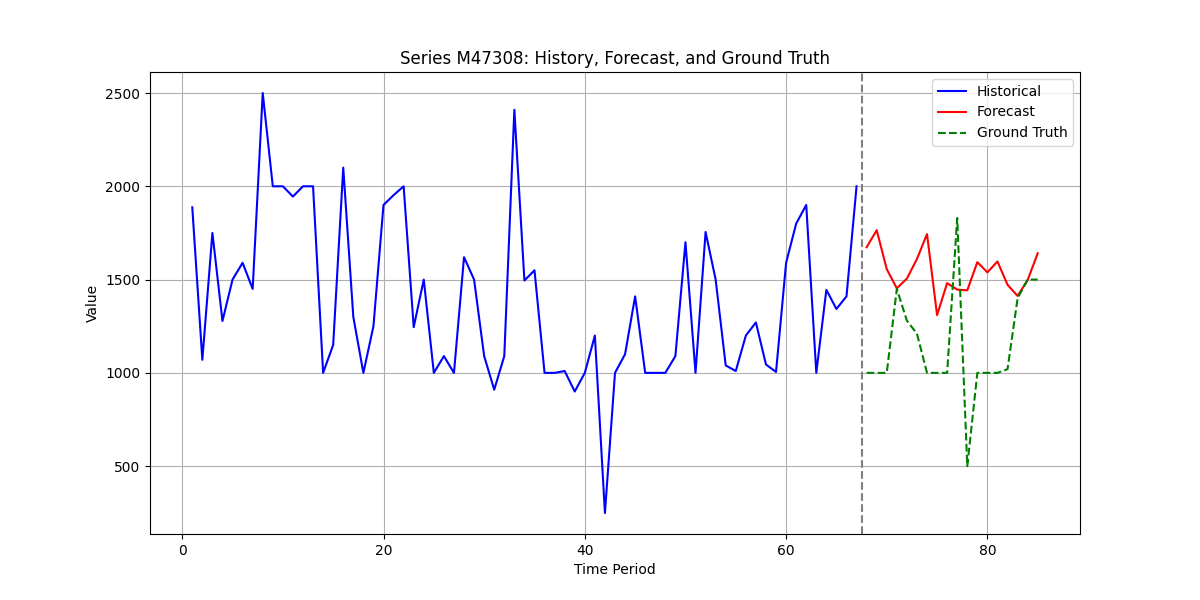 Series M47308: History, Forecast, and Ground Truth
Historical
Forecast
Ground Truth
2500
2000
1500
1000
500
Value
0
20
40
60
80
Time Period